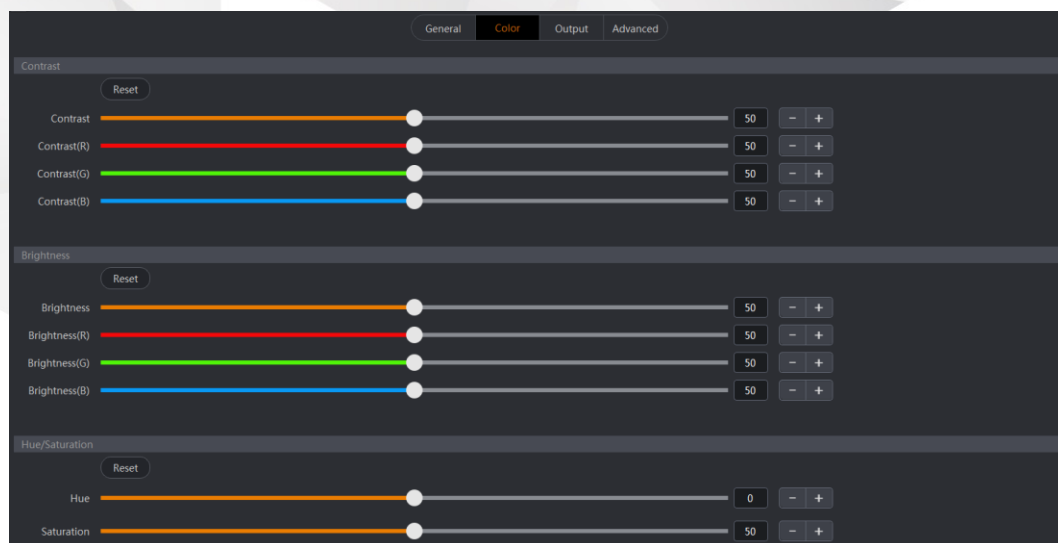 General Color Output Advanced
Contrast
Reset
Contrast 50 − +
Contrast(R) 50 − +
Contrast(G) 50 − +
Contrast(B) 50 − +
Brightness
Reset
Brightness 50 − +
Brightness(R) 50 − +
Brightness(G) 50 − +
Brightness(B) 50 − +
Hue/Saturation
Reset
Hue 0 − +
Saturation 50 − +